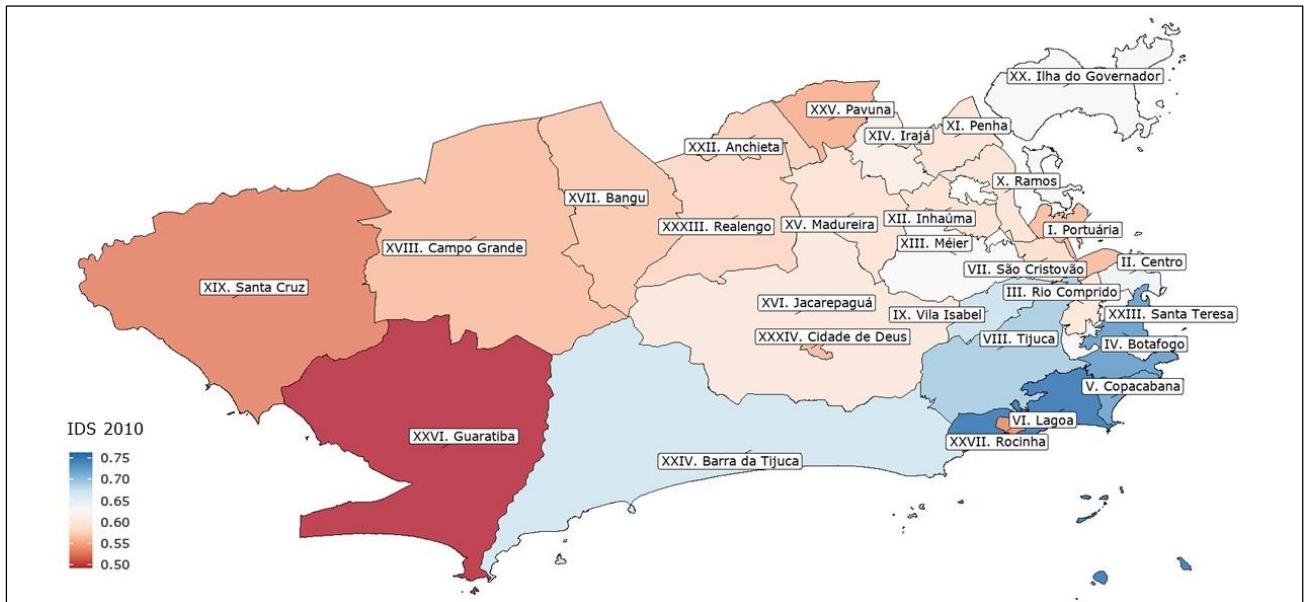 XX. Ilha do Governador
XXV. Pavuna
XI. Penha
XIV. Irajá
XXII. Anchieta
X. Ramos
XVII. Bangu
XII. Inhaúma
XXXIII. Realengo
XV. Madureira
I. Portuária
XVIII. Campo Grande
XIII. Méier
II. Centro
VII. São Cristovão
XIX. Santa Cruz
III. Rio Comprido
XVI. Jacarepaguá
IX. Vila Isabel
XXIII. Santa Teresa
XXXIV. Cidade de Deus
VIII. Tijuca
IV. Botafogo
V. Copacabana
VI. Lagoa
IDS 2010
XXVI. Guaratiba
XXVII. Rocinha
XXIV. Barra da Tijuca
0.75
0.70
0.65
0.60
0.55
0.50